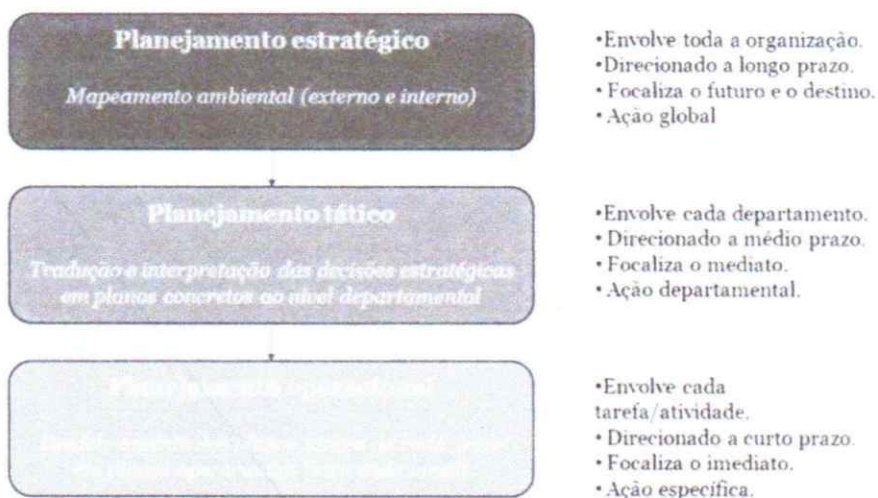 Planejamento estratégico
Mapeamento ambiental (externo e interno)
•Envolve toda a organização.
•Direcionado a longo prazo.
• Focaliza o futuro e o destino.
• Ação global
Planejamento tático
Tradução e interpretação das decisões estratégicas
em planos concretos ao nível departamental
•Envolve cada departamento.
• Direcionado a médio prazo.
• Focaliza o mediato.
• Ação departamental.
Planejamento operacional
•Envolve cada
tarefa/atividade.
• Direcionado a curto prazo.
• Focaliza o imediato.
• Ação específica.